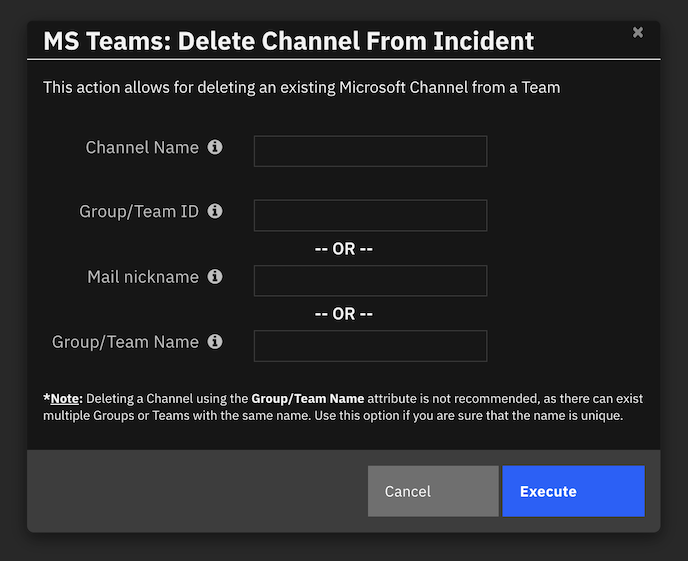 MS Teams: Delete Channel From Incident
×
This action allows for deleting an existing Microsoft Channel from a Team
Channel Name
Group/Team ID
-- OR --
Mail nickname
-- OR --
Group/Team Name
*Note: Deleting a Channel using the Group/Team Name attribute is not recommended, as there can exist
multiple Groups or Teams with the same name. Use this option if you are sure that the name is unique.
Cancel
Execute